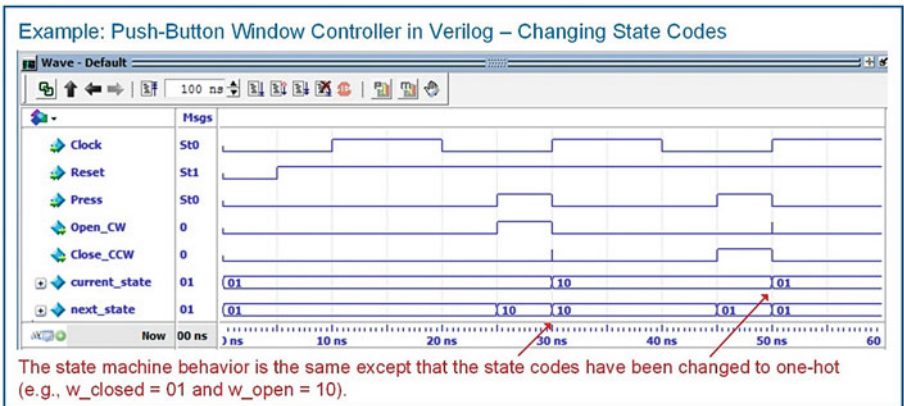 Example: Push-Button Window Controller in Verilog – Changing State Codes
Wave - Default
100 ns
Msgs
Clock St0
Reset St1
Press St0
Open_CW 0
Close_CCW 0
current_state 01 01 10 01
next_state 01 01 10 10 01 01
Now 00 ns ) ns 10 ns 20 ns 30 ns 40 ns 50 ns 60
The state machine behavior is the same except that the state codes have been changed to one-hot
(e.g., w_closed = 01 and w_open = 10).